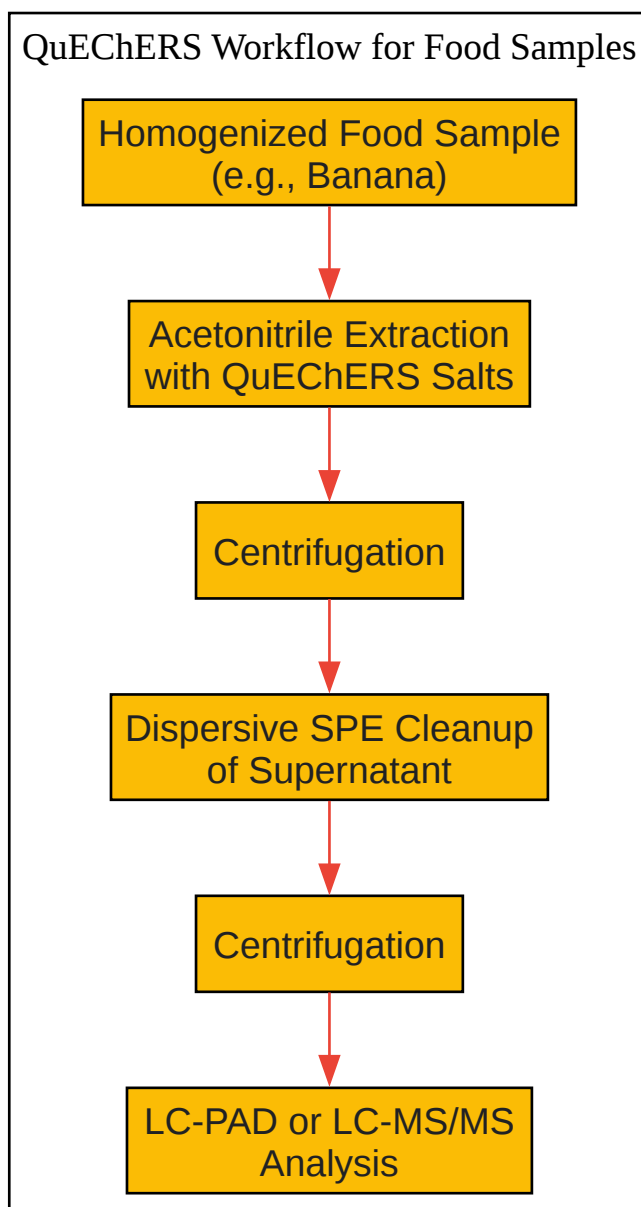 QuEChERS Workflow for Food Samples
Homogenized Food Sample
(e.g., Banana)
Acetonitrile Extraction
with QuEChERS Salts
Centrifugation
Dispersive SPE Cleanup
of Supernatant
Centrifugation
LC-PAD or LC-MS/MS
Analysis